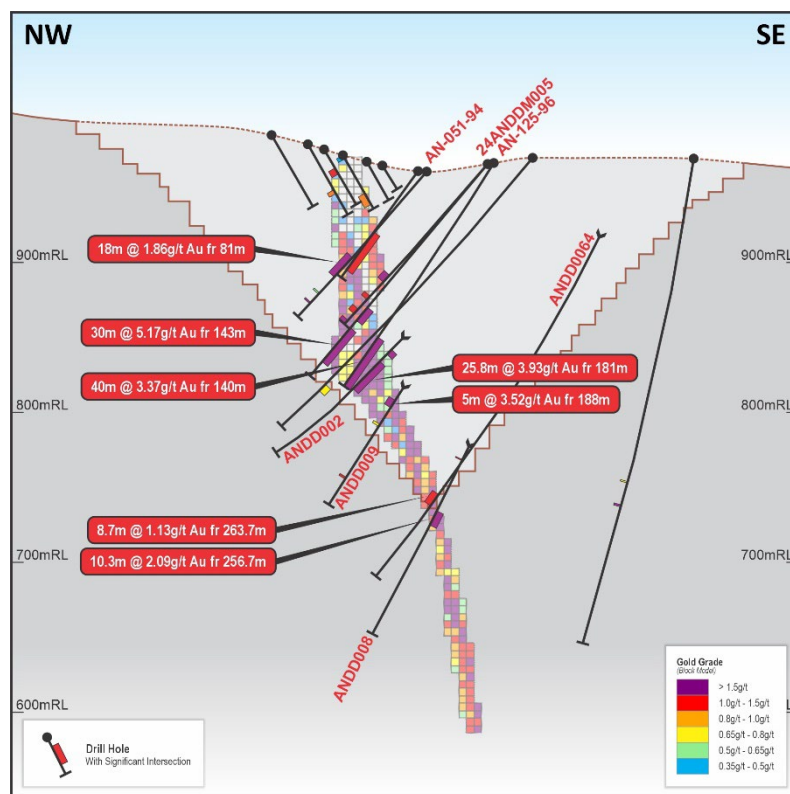 NW
SE
AN-051-94
24ANDDM005
AN-125-96
900mRL
900mRL
ANDD0064
18m @ 1.86g/t Au fr 81m
30m @ 5.17g/t Au fr 143m
40m @ 3.37g/t Au fr 140m
25.8m @ 3.93g/t Au fr 181m
5m @ 3.52g/t Au fr 188m
800mRL
800mRL
ANDD002
ANDD009
8.7m @ 1.13g/t Au fr 263.7m
10.3m @ 2.09g/t Au fr 256.7m
700mRL
700mRL
ANDD008
600mRL
Drill Hole
With Significant Intersection
Gold Grade
(Block Model)
> 1.5g/t
1.0g/t - 1.5g/t
0.8g/t - 1.0g/t
0.65g/t - 0.8g/t
0.5g/t - 0.65g/t
0.35g/t - 0.5g/t